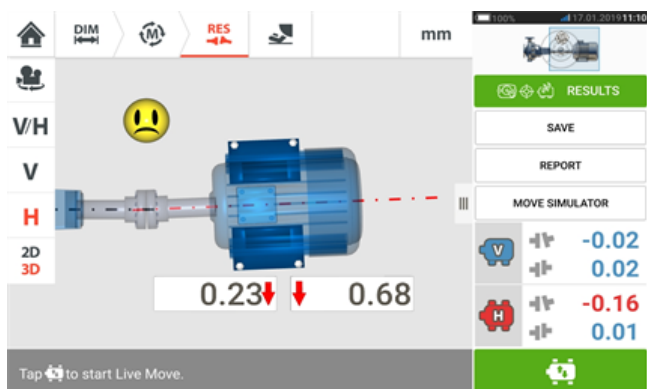 DIM
M
RES
mm
100%
17.01.2019 11:10
RESULTS
V/H
V
H
2D
3D
SAVE
REPORT
MOVE SIMULATOR
V
-0.02
0.02
H
-0.16
0.01
0.23
0.68
Tap to start Live Move.